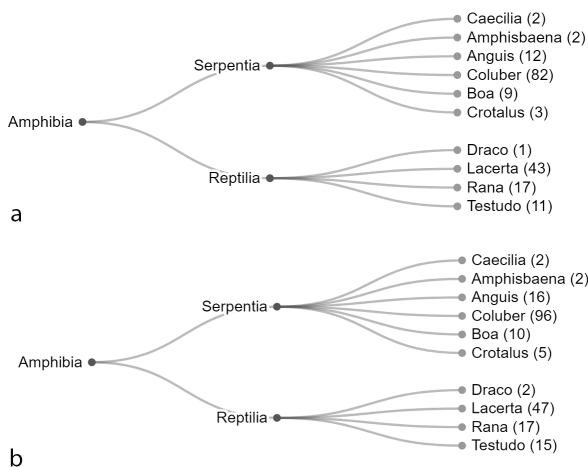 Caecilia (2)
Amphisbaena (2)
Serpentia
Anguis (12)
Coluber (82)
Boa (9)
Crotalus (3)
Amphibia
Draco (1)
Lacerta (43)
Reptilia
Rana (17)
Testudo (11)
a
Caecilia (2)
Amphisbaena (2)
Anguis (16)
Serpentia
Coluber (96)
Boa (10)
Crotalus (5)
Amphibia
Draco (2)
Lacerta (47)
Reptilia
Rana (17)
Testudo (15)
b